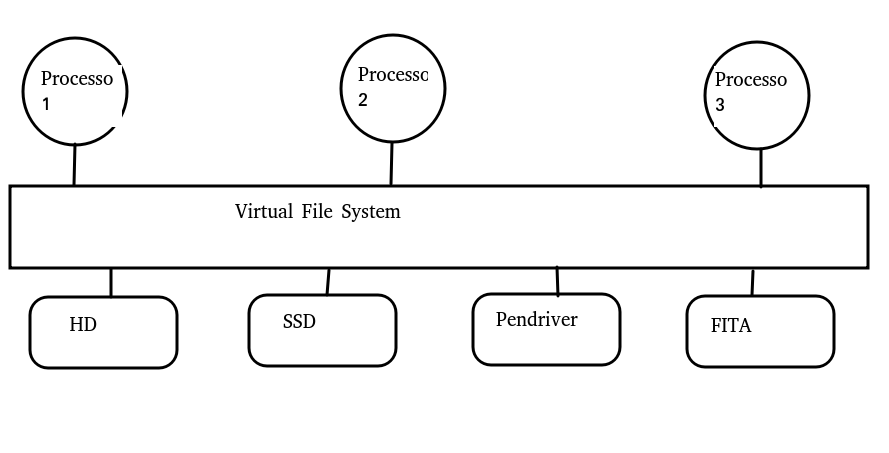 Processo
1
Processo
2
Processo
3
Virtual File System
HD
SSD
Pendriver
FITA